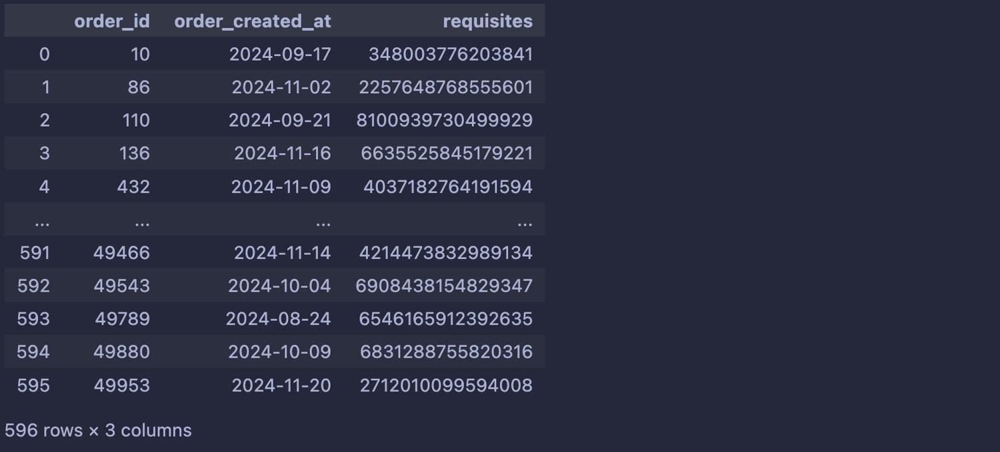 order_id order_created_at requisites
0 10 2024-09-17 348003776203841
1 86 2024-11-02 2257648768555601
2 110 2024-09-21 8100939730499929
3 136 2024-11-16 6635525845179221
4 432 2024-11-09 4037182764191594
... ... ... ...
591 49466 2024-11-14 4214473832989134
592 49543 2024-10-04 6908438154829347
593 49789 2024-08-24 6546165912392635
594 49880 2024-10-09 6831288755820316
595 49953 2024-11-20 2712010099594008
596 rows × 3 columns